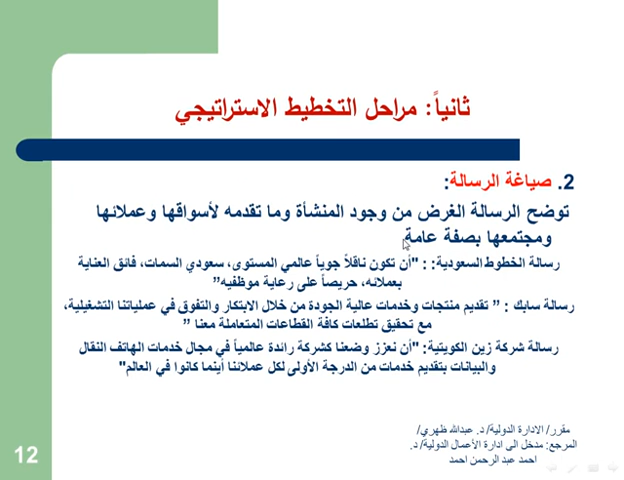 ثانياً: مراحل التخطيط الاستراتيجي
2. صياغة الرسالة:
توضح الرسالة الغرض من وجود المنشأة وما تقدمه لأسواقها وعملائها
ومجتمعها بصفة عامة
رسالة الخطوط السعودية: :"أن تكون ناقلاً جوياً عالمي المستوى، سعودي السمات، فائق العناية
بعملائه، حريصاً على رعاية موظفيه"
رسالة سابك : " تقديم منتجات وخدمات عالية الجودة من خلال الابتكار والتفوق في عملياتنا التشغيلية،
مع تحقيق تطلعات كافة القطاعات المتعاملة معنا "
رسالة شركة زين الكويتية: "أن نعزز وضعنا كشركة رائدة عالمياً في مجال خدمات الهاتف النقال
والبيانات بتقديم خدمات من الدرجة الأولى لكل عملائنا أينما كانوا في العالم"
مقرر/ الادارة الدولية/ د. عبدالله ظهري/
المرجع: مدخل الى ادارة الأعمال الدولية/ د.
احمد عبد الرحمن احمد
12